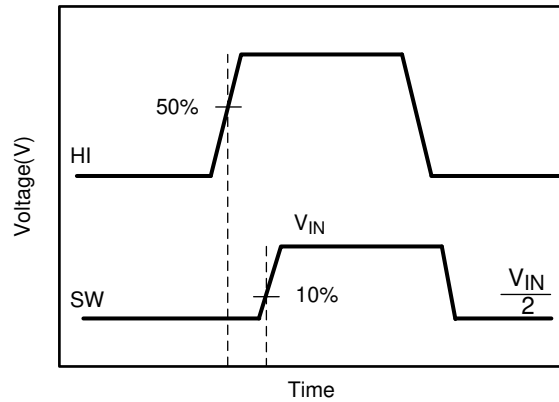 50%
HI
Voltage(V)
V_IN
SW
10%
V_IN
2
Time